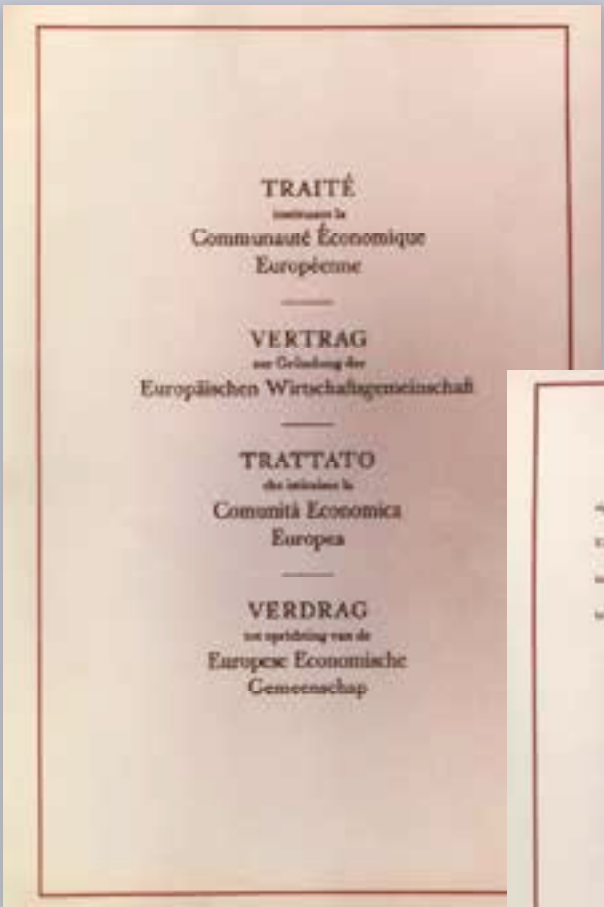 TRAITÉ
instituant la
Communauté Économique
Européenne
VERTRAG
zur Gründung der
Europäischen Wirtschaftsgemeinschaft
TRATTATO
che istituisce la
Comunità Economica
Europea
VERDRAG
tot oprichting van de
Europese Economische
Gemeenschap